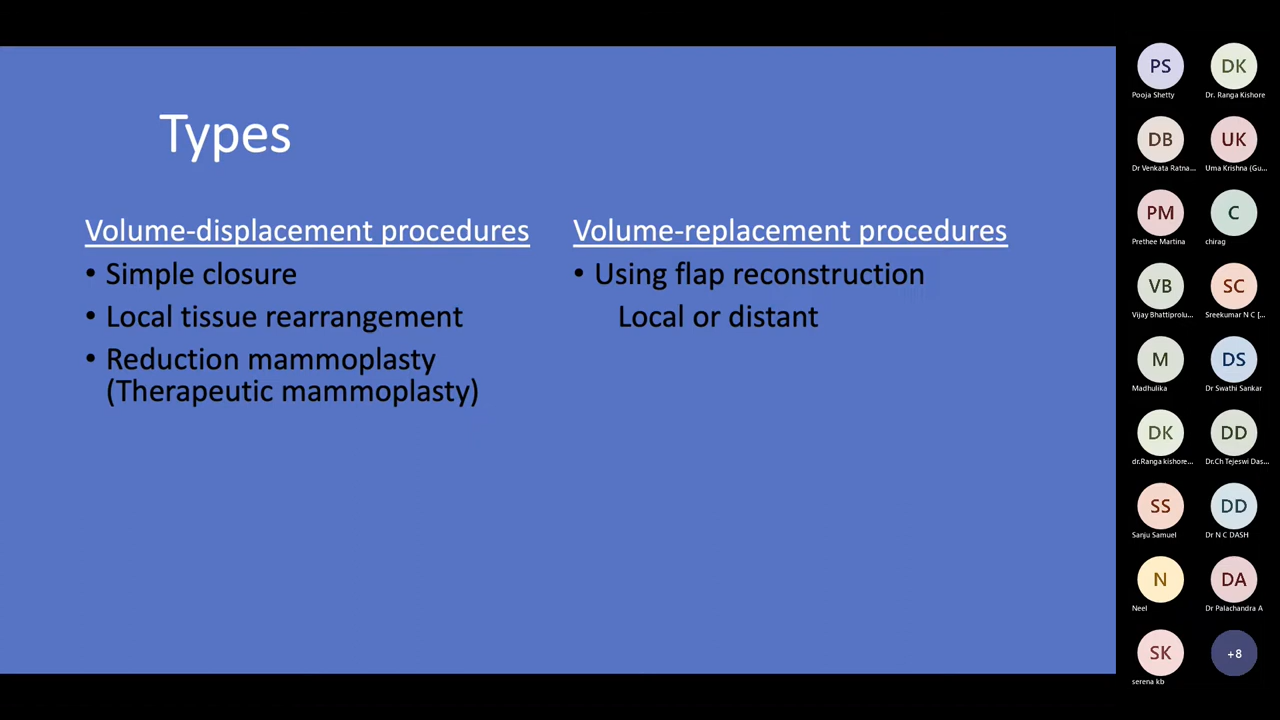 Types
Volume-displacement procedures
• Simple closure
• Local tissue rearrangement
• Reduction mammoplasty
(Therapeutic mammoplasty)
Volume-replacement procedures
• Using flap reconstruction
Local or distant
PS
Pooja Shetty
DK
Dr. Ranga Kishore
DB
Dr Venkata Ratna...
UK
Uma Krishna (Gu...
PM
Prethee Martina
C
chirag
VB
Vijay Bhattiprolu...
SC
Sreekumar N C [...
M
Madhulika
DS
Dr Swathi Sankar
DK
dr.Ranga kishore...
DD
Dr.Ch Tejeswi Das...
SS
Sanju Samuel
DD
Dr N C DASH
N
Neel
DA
Dr Palachandra A
SK
serena kb
+8